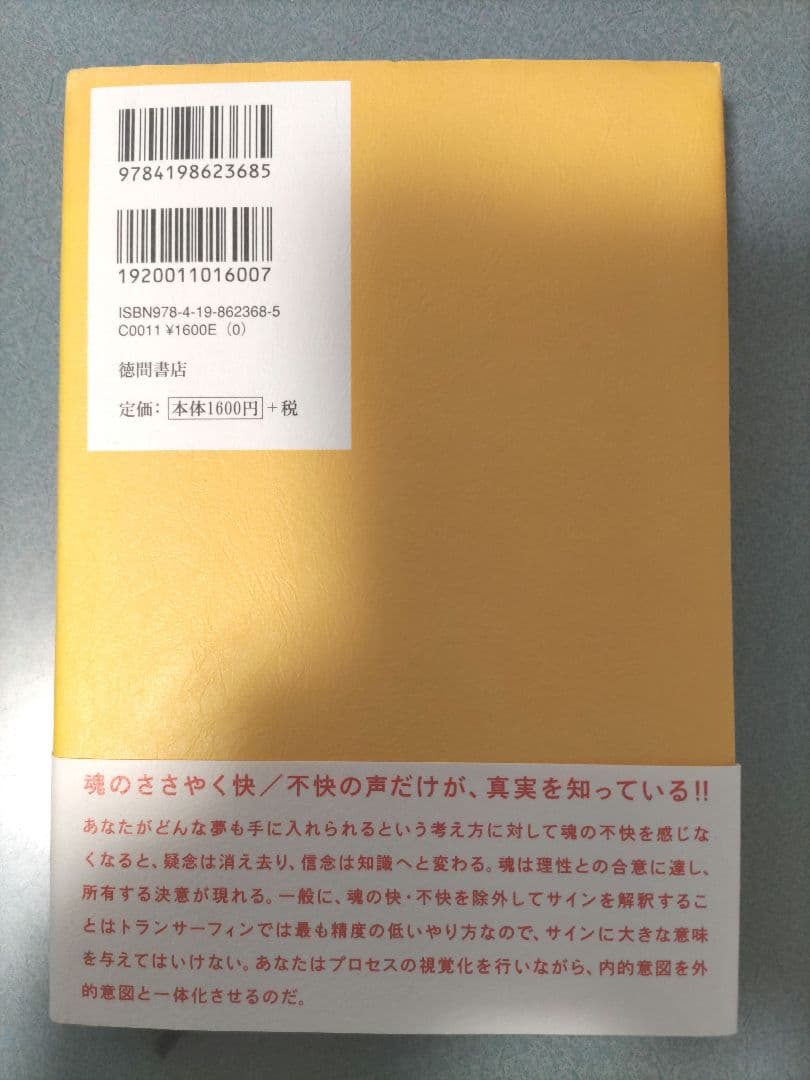 9784198623685
1920011016007
ISBN978-4-19-862368-5
C0011 ¥1600E (0)
徳間書店
定価: 本体1600円+税
魂のささやく快/不快の声だけが、真実を知っている!!
あなたがどんな夢も手に入れられるという考え方に対して魂の不快を感じな
くなると、疑念は消え去り、信念は知識へと変わる。魂は理性との合意に達し、
所有する決意が現れる。一般に、魂の快・不快を除外してサインを解釈するこ
とはトランサーフィンでは最も精度の低いやり方なので、サインに大きな意味
を与えてはいけない。あなたはプロセスの視覚化を行いながら、内的意図を外
的意図と一体化させるのだ。